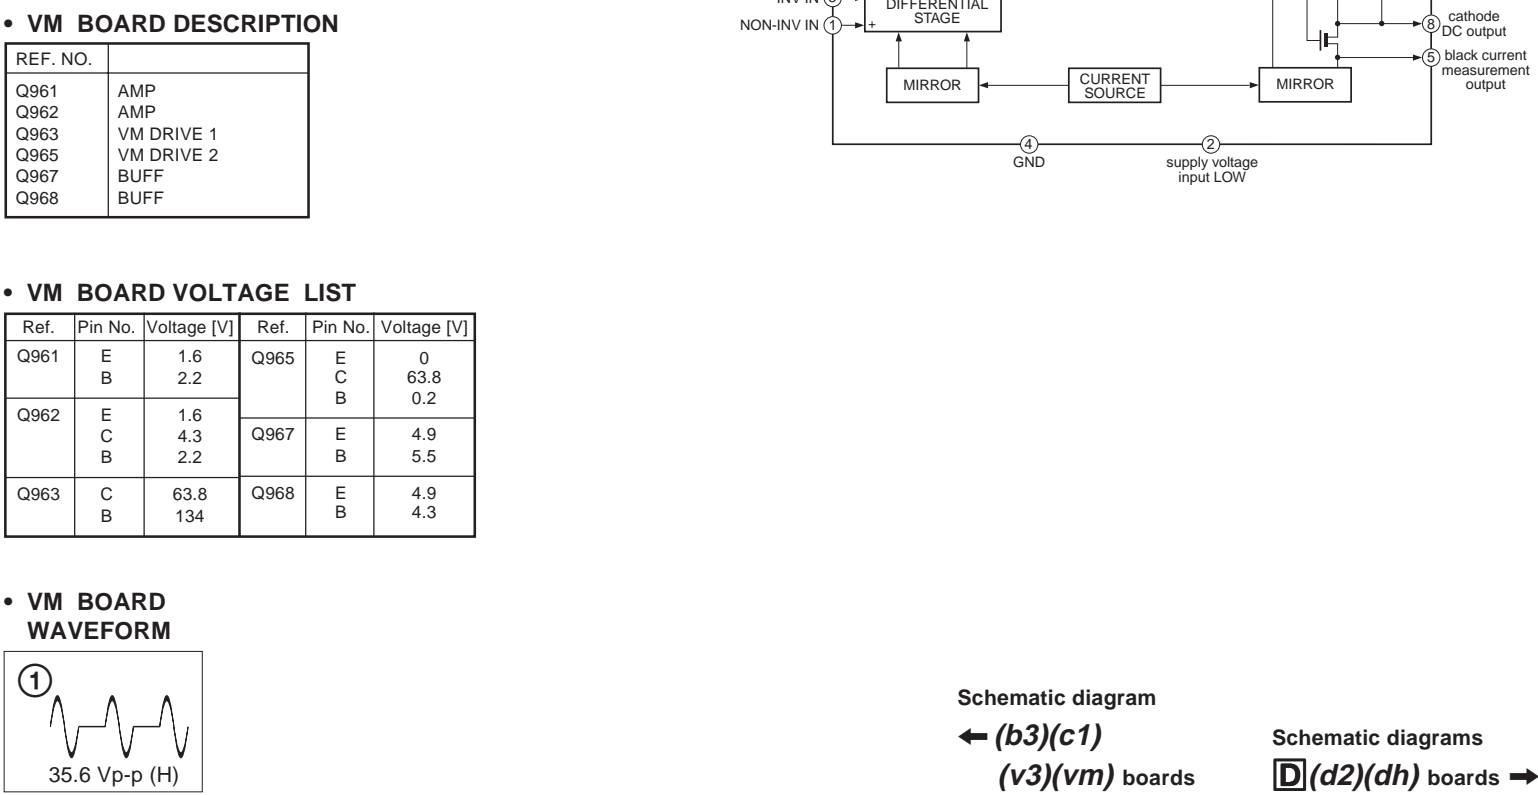 • VM BOARD DESCRIPTION
REF. NO.
Q961 AMP
Q962 AMP
Q963 VM DRIVE 1
Q965 VM DRIVE 2
Q967 BUFF
Q968 BUFF
• VM BOARD VOLTAGE LIST
Ref. Pin No. Voltage [V] Ref. Pin No. Voltage [V]
Q961 E 1.6 Q965 E 0
B 2.2 C 63.8
B 0.2
Q962 E 1.6
C 4.3 Q967 E 4.9
B 2.2 B 5.5
Q963 C 63.8 Q968 E 4.9
B 134 B 4.3
• VM BOARD
WAVEFORM
1
35.6 Vp-p (H)
DIFFERENTIAL
STAGE
NON-INV IN 1 +
8 cathode
DC output
5 black current
measurement
output
MIRROR
CURRENT
SOURCE
MIRROR
4
GND
2
supply voltage
input LOW
Schematic diagram
← (b3)(c1)
(v3)(vm) boards
Schematic diagrams
D (d2)(dh) boards →